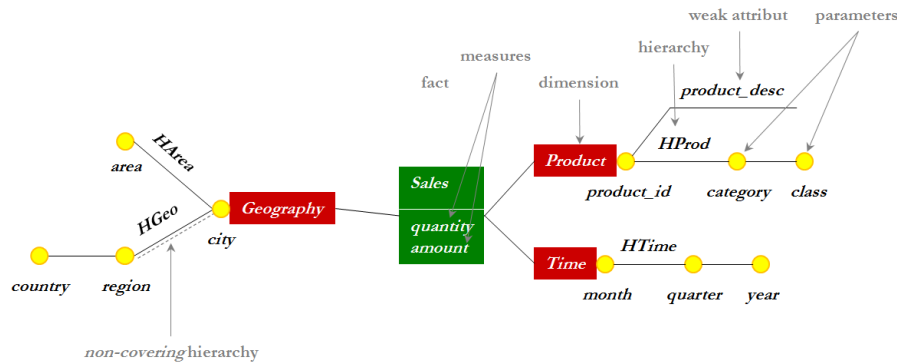 weak attribut
parameters
measures
hierarchy
fact
dimension
product_desc
HArea
HProd
area
Product
Sales
product_id
category
class
Geography
HGeo
quantity
city
amount
HTime
Time
country
region
month
quarter
year
non-covering hierarchy